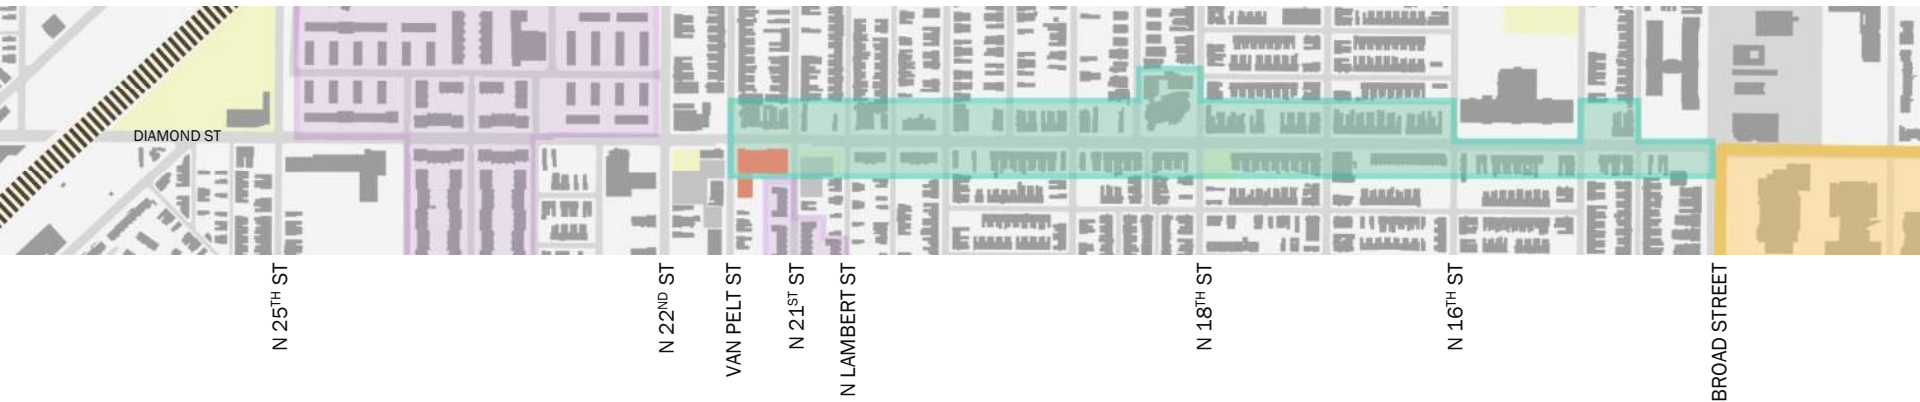 DIAMOND ST
N 25TH ST
N 22ND ST
VAN PELT ST
N 21ST ST
N LAMBERT ST
N 18TH ST
N 16TH ST
BROAD STREET